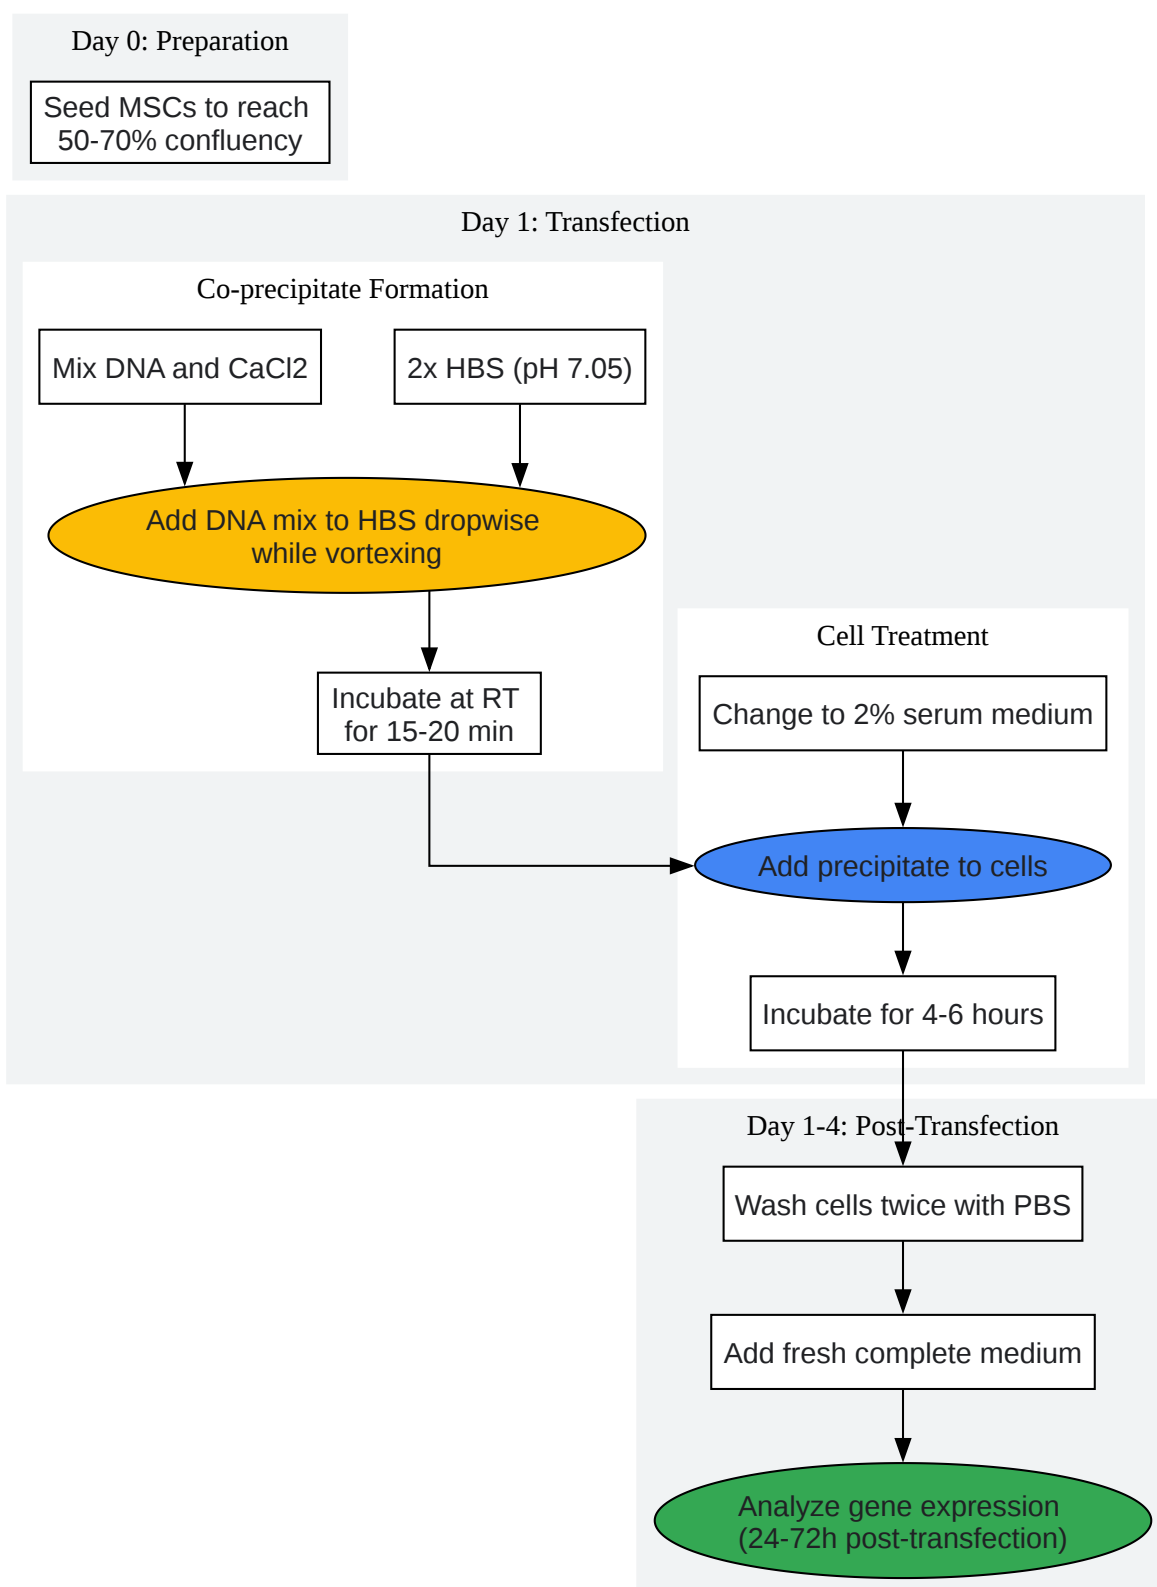 Day 0: Preparation
Seed MSCs to reach
50-70% confluency
Day 1: Transfection
Co-precipitate Formation
Mix DNA and CaCl2
2x HBS (pH 7.05)
Add DNA mix to HBS dropwise
while vortexing
Incubate at RT
for 15-20 min
Cell Treatment
Change to 2% serum medium
Add precipitate to cells
Incubate for 4-6 hours
Day 1-4: Post-Transfection
Wash cells twice with PBS
Add fresh complete medium
Analyze gene expression
(24-72h post-transfection)